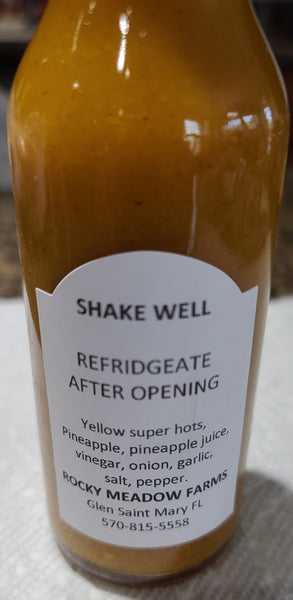 SHAKE WELL
REFRIDGEATE
AFTER OPENING
Yellow super hots,
Pineapple, pineapple juice,
vinegar, onion, garlic,
salt, pepper.
ROCKY MEADOW FARMS
Glen Saint Mary FL
570-815-5558